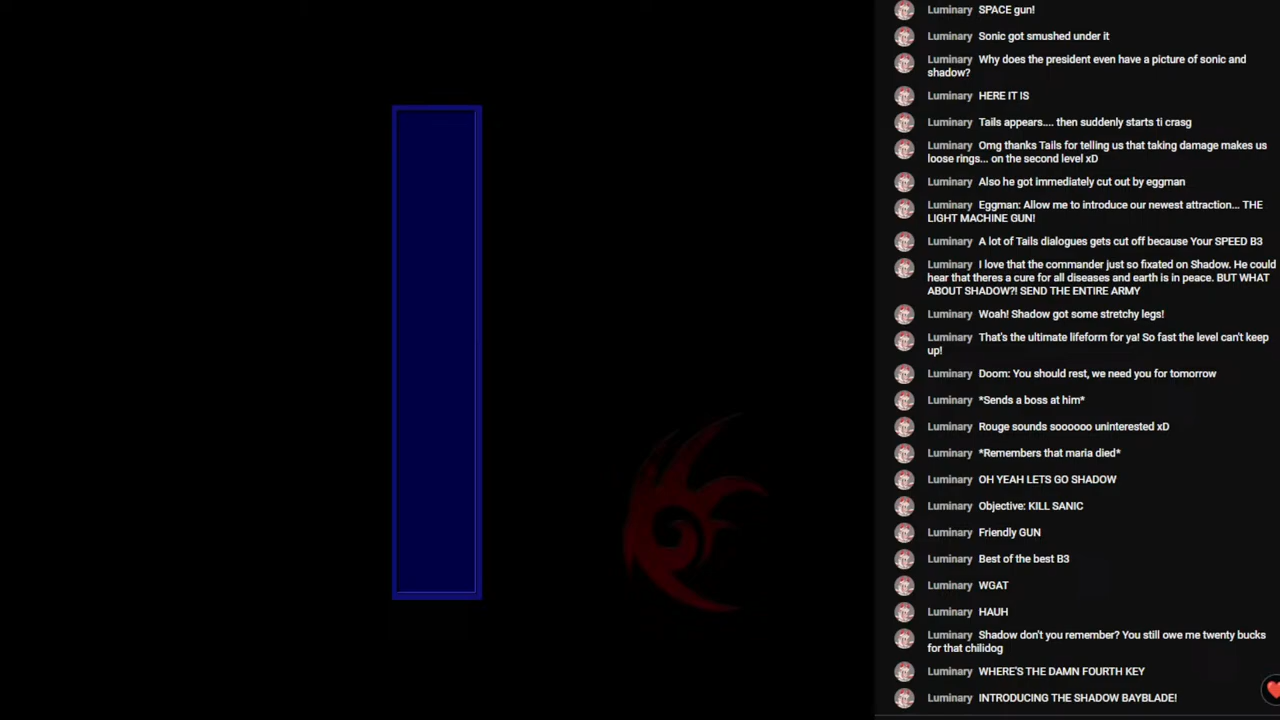 Luminary SPACE gun!
Luminary Sonic got smushed under it
Luminary Why does the president even have a picture of sonic and
shadow?
Luminary HERE IT IS
Luminary Tails appears.... then suddenly starts ti crasg
Luminary Omg thanks Tails for telling us that taking damage makes us
loose rings... on the second level xD
Luminary Also he got immediately cut out by eggman
Luminary Eggman: Allow me to introduce our newest attraction... THE
LIGHT MACHINE GUN!
Luminary A lot of Tails dialogues gets cut off because Your SPEED B3
Luminary I love that the commander just so fixated on Shadow. He could
hear that theres a cure for all diseases and earth is in peace. BUT WHAT
ABOUT SHADOW?! SEND THE ENTIRE ARMY
Luminary Woah! Shadow got some stretchy legs!
Luminary That's the ultimate lifeform for ya! So fast the level can't keep
up!
Luminary Doom: You should rest, we need you for tomorrow
Luminary *Sends a boss at him*
Luminary Rouge sounds soooooo uninterested xD
Luminary *Remembers that maria died*
Luminary OH YEAH LETS GO SHADOW
Luminary Objective: KILL SANIC
Luminary Friendly GUN
Luminary Best of the best B3
Luminary WGAT
Luminary HAUH
Luminary Shadow don't you remember? You still owe me twenty bucks
for that chilidog
Luminary WHERE'S THE DAMN FOURTH KEY
Luminary INTRODUCING THE SHADOW BAYBLADE!